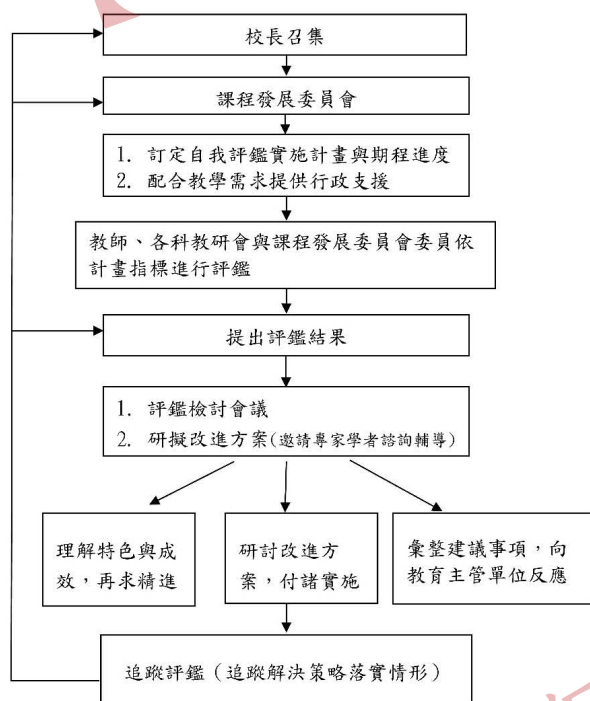 校長召集
課程發展委員會
1. 訂定自我評鑑實施計畫與期程進度
2. 配合教學需求提供行政支援
教師、各科教研會與課程發展委員會委員依
計畫指標進行評鑑
提出評鑑結果
1. 評鑑檢討會議
2. 研擬改進方案(邀請專家學者諮詢輔導)
理解特色與成
效，再求精進
研討改進方
案，付諸實施
彙整建議事項，向
教育主管單位反應
追蹤評鑑（追蹤解決策略落實情形）